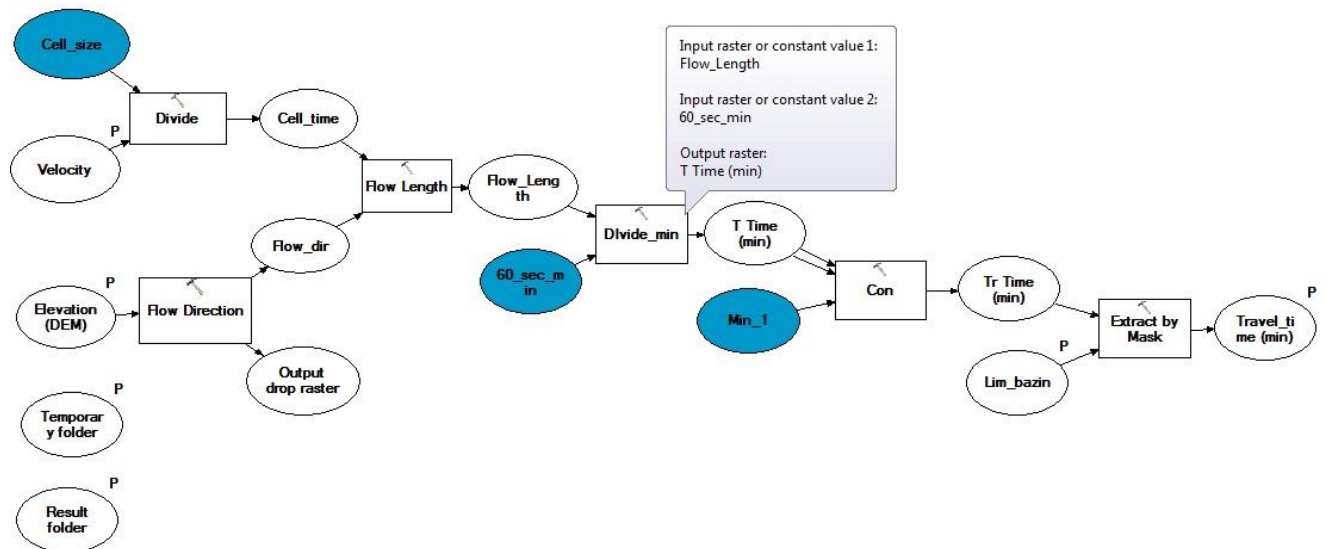 Cell_size
P
Velocity
Divide
Cell_time
Flow Length
Flow_Leng
th
Input raster or constant value 1:
Flow_Length
Input raster or constant value 2:
60_sec_min
Output raster:
T Time (min)
60_sec_m
in
DIvide_min
T Time
(min)
Min_1
Con
Tr Time
(min)
P
Lim_bazin
Extract by
Mask
P
Travel_ti
me (min)
P
Elevation
(DEM)
Flow Direction
Flow_dir
Output
drop raster
P
Temporar
y folder
P
Result
folder